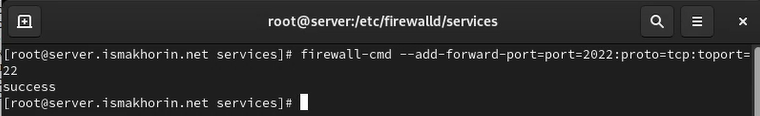 root@server:/etc/firewalld/services
[root@server.ismakhorin.net services]# firewall-cmd --add-forward-port=port=2022:proto=tcp:toport=
22
success
[root@server.ismakhorin.net services]#